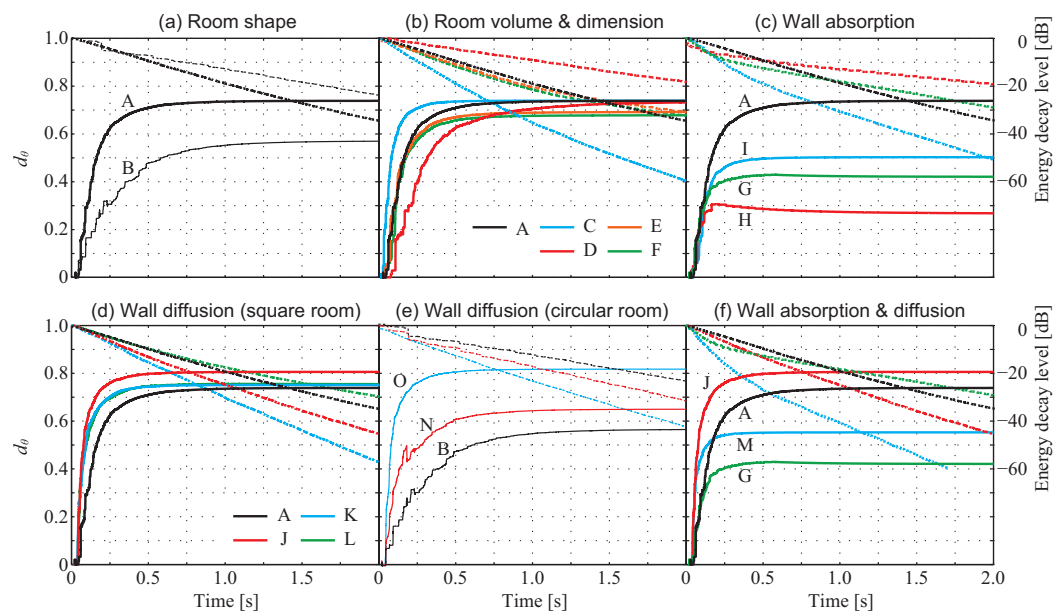 (a) Room shape
(b) Room volume & dimension
(c) Wall absorption
1.0
0.8
0.6
0.4
0.2
0
dθ
A
B
A
C
E
D
F
A
I
G
H
0
−20
−40
−60
Energy decay level [dB]
(d) Wall diffusion (square room)
(e) Wall diffusion (circular room)
(f) Wall absorption & diffusion
1.0
0.8
0.6
0.4
0.2
0
dθ
A
K
J
L
O
N
B
J
A
M
G
0
−20
−40
−60
Energy decay level [dB]
0
0.5
1.0
1.5
0
0.5
1.0
1.5
0
0.5
1.0
1.5
2.0
Time [s]
Time [s]
Time [s]